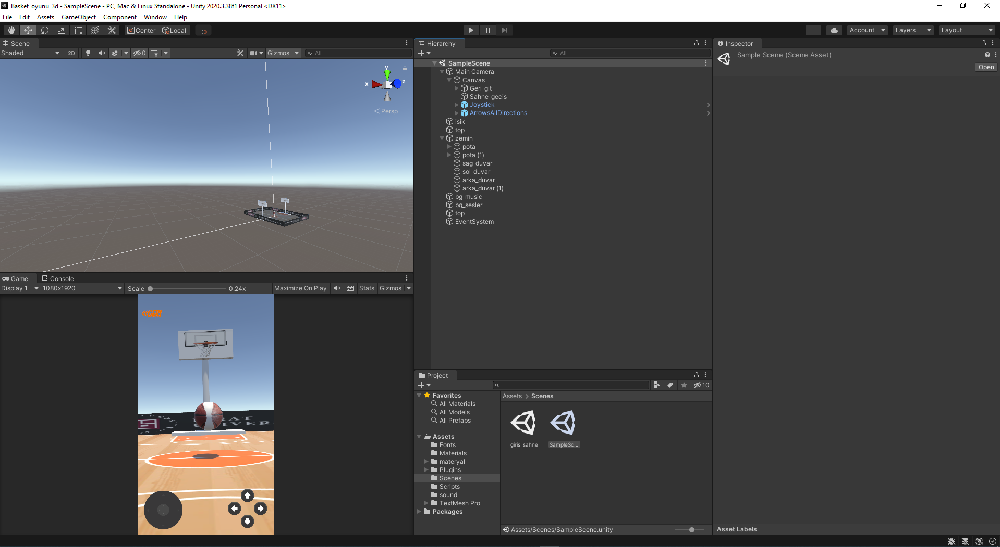 Basket_oyunu_3d - SampleScene - PC, Mac & Linux Standalone - Unity 2020.3.38f1 Personal <DX11>
File Edit Assets GameObject Component Window Help
Center Local
Account Layers Layout
Scene
Shaded 2D 0 Gizmos All
y
x z
Persp
Game Console
Display 1 1080x1920 Scale 0.24x Maximize On Play Stats Gizmos
<<GERI
Hierarchy
All
SampleScene
Main Camera
Canvas
Geri_git
Sahne_gecis
Joystick
ArrowsAllDirections
isik
top
zemin
pota
pota (1)
sag_duvar
sol_duvar
arka_duvar
arka_duvar (1)
bg_music
bg_sesler
top
EventSystem
Project
10
Favorites
All Materials
All Models
All Prefabs
Assets
Fonts
Materials
materyal
Plugins
Scenes
Scripts
sound
TextMesh Pro
Packages
Assets > Scenes
giris_sahne
SampleSc...
Assets/Scenes/SampleScene.unity
Inspector
Sample Scene (Scene Asset)
Open
Asset Labels